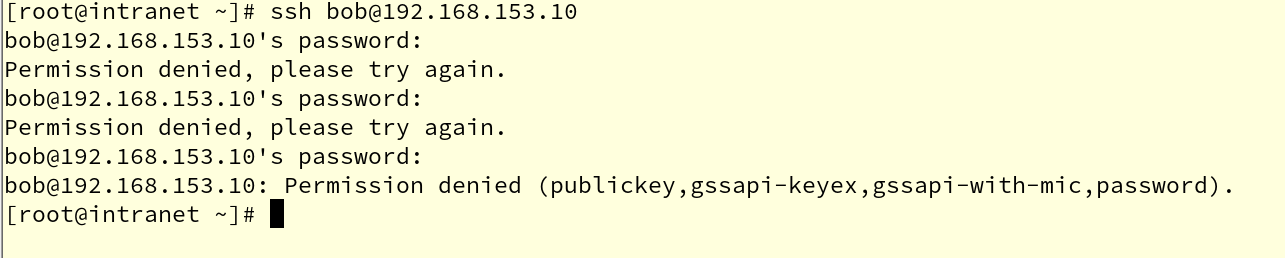 [root@intranet ~]# ssh bob@192.168.153.10
bob@192.168.153.10's password:
Permission denied, please try again.
bob@192.168.153.10's password:
Permission denied, please try again.
bob@192.168.153.10's password:
bob@192.168.153.10: Permission denied (publickey,gssapi-keyex,gssapi-with-mic,password).
[root@intranet ~]#